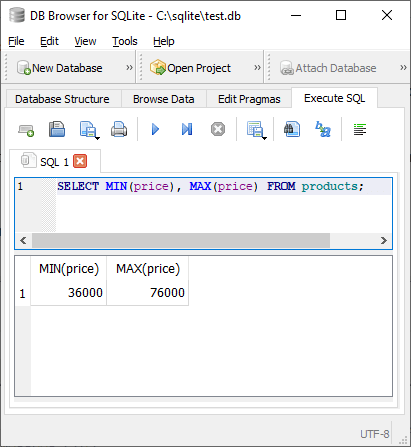 DB Browser for SQLite - C:\sqlite\test.db
File Edit View Tools Help
New Database » Open Project » Attach Database »
Database Structure Browse Data Edit Pragmas Execute SQL
SQL 1
1 SELECT MIN(price), MAX(price) FROM products;
MIN(price) MAX(price)
1 36000 76000
UTF-8